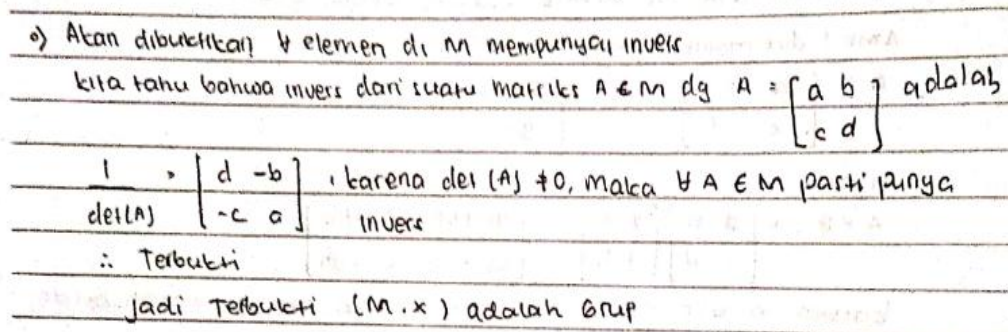 •) Akan dibuktikan ∀ elemen di M mempunyai invers
kita tahu bahwa invers dari suatu matriks A ∈ M dg A = [a b] adalah
[c d]
1/det(A) · [d -b] , karena det (A) ≠ 0, maka ∀ A ∈ M pasti punya
[-c a] invers
∴ Terbukti
jadi Terbukti (M.×) adalah Grup